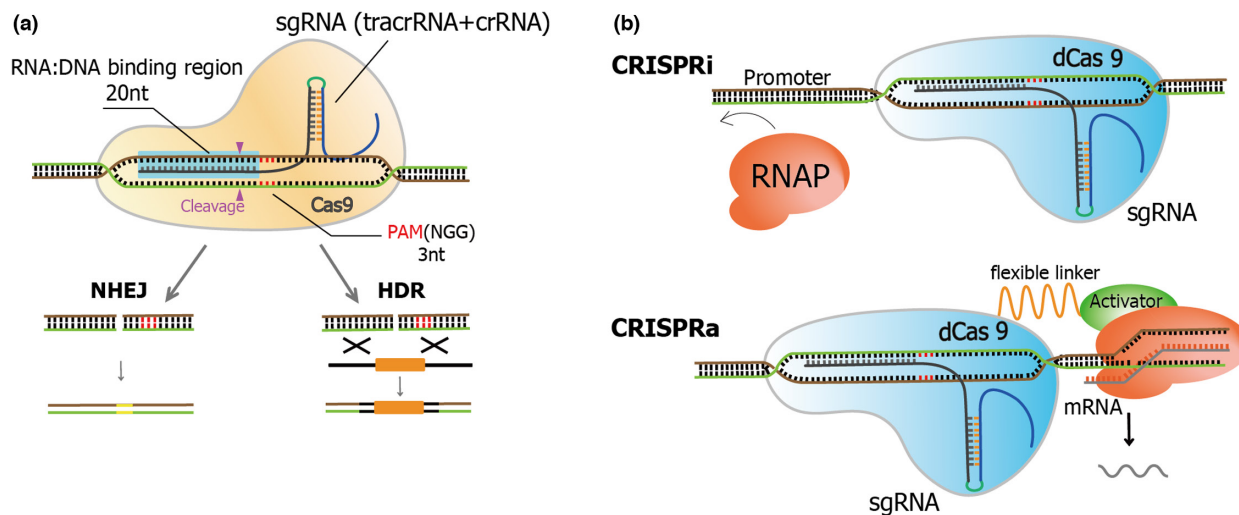 (a)
sgRNA (tracrRNA+crRNA)
RNA:DNA binding region
20nt
Cleavage
Cas9
PAM(NGG)
3nt
NHEJ
HDR
(b)
CRISPRi
Promoter
dCas 9
RNAP
sgRNA
flexible linker
Activator
CRISPRa
dCas 9
mRNA
sgRNA